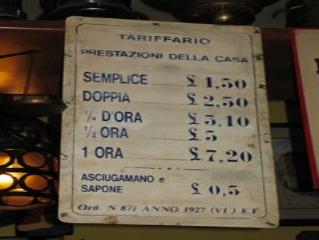 TARIFFARIO
PRESTAZIONI DELLA CASA
SEMPLICE £ 1,50
DOPPIA £ 2,50
¼ D'ORA £ 3,10
½ ORA £ 5
1 ORA £ 7,20
ASCIUGAMANO e
SAPONE £ 0,5
Ord. N 871 ANNO 1927 (VI) E.F.